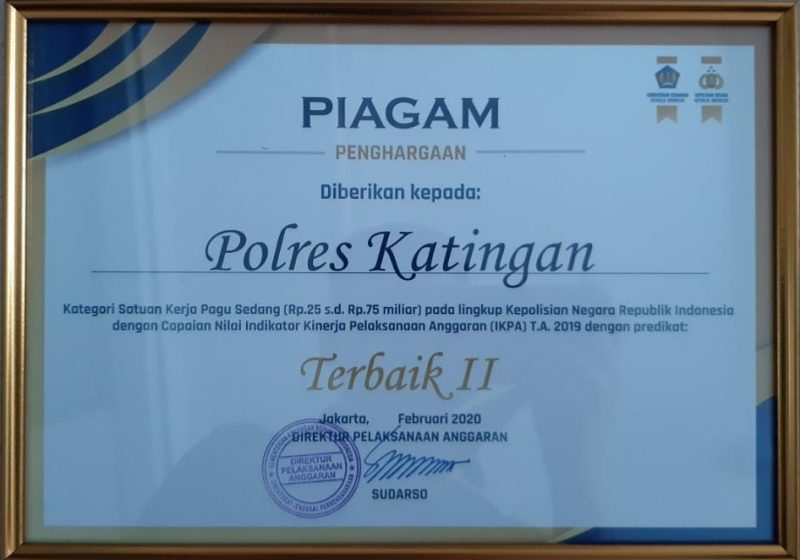 PIAGAM
PENGHARGAAN
Diberikan kepada:
Polres Katingan
Kategori Satuan Kerja Pagu Sedang (Rp.25 s.d. Rp.75 miliar) pada lingkup Kepolisian Negara Republik Indonesia
dengan Capaian Nilai Indikator Kinerja Pelaksanaan Anggaran (IKPA) T.A. 2019 dengan predikat:
Terbaik II
Jakarta, Februari 2020
DIREKTUR PELAKSANAAN ANGGARAN
DIREKTUR
PELAKSANAAN
ANGGARAN
SUDARSO